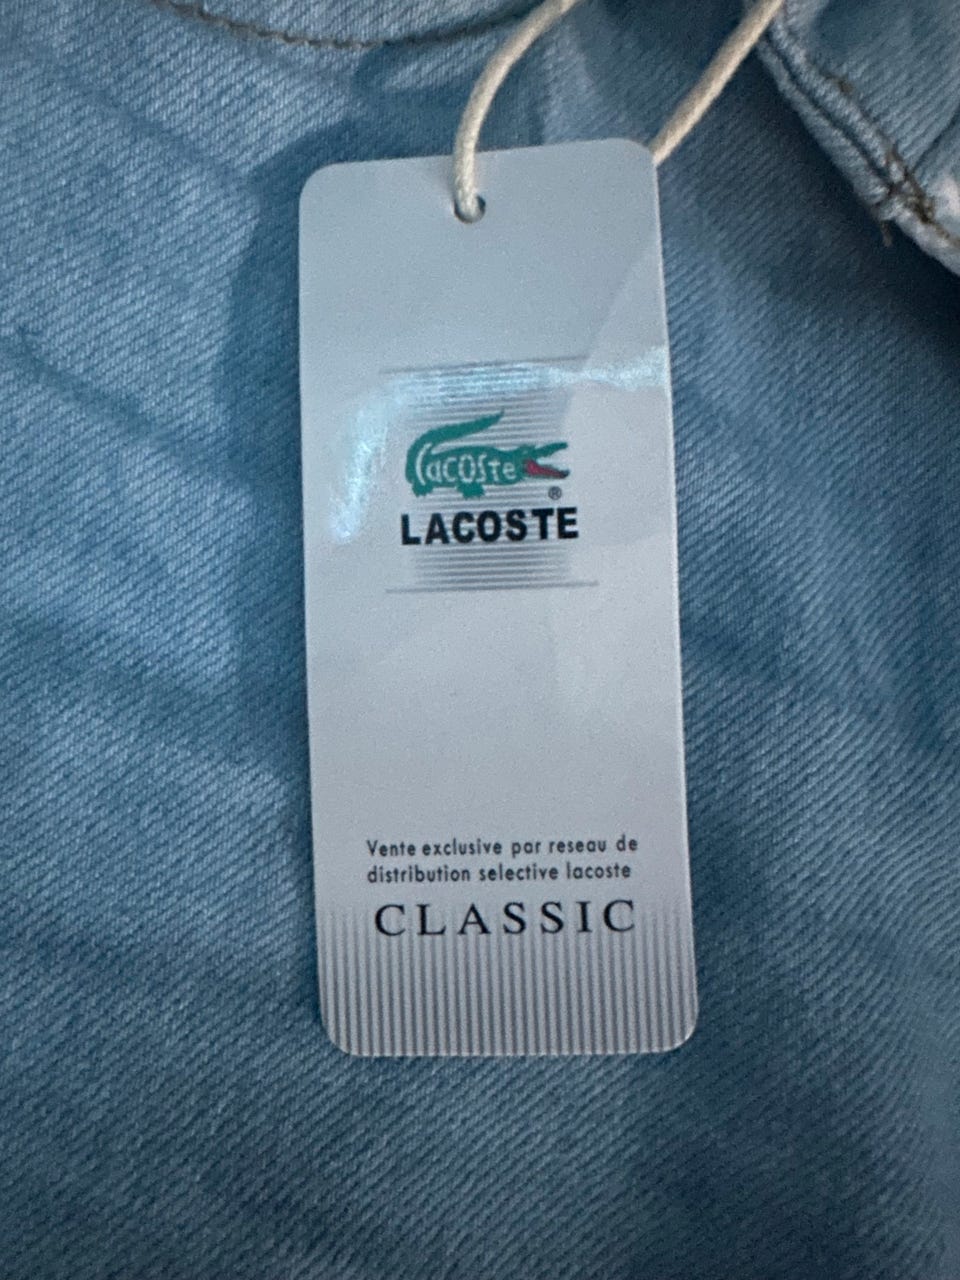 Lacoste
®
LACOSTE
Vente exclusive par reseau de
distribution selective lacoste
CLASSIC